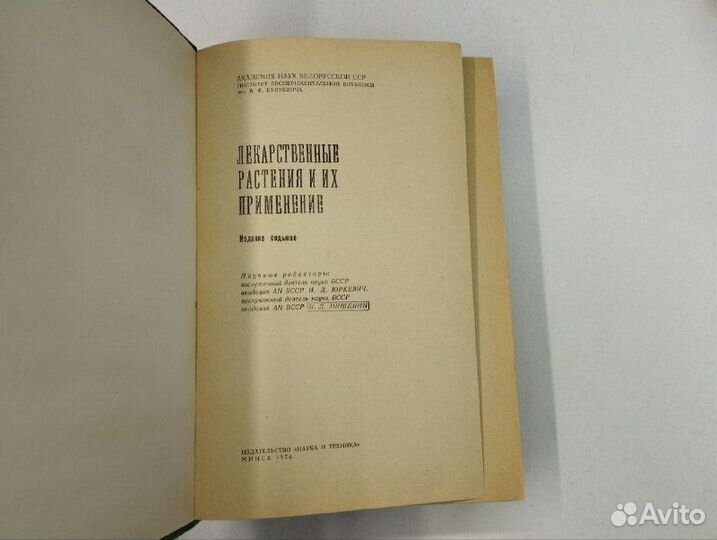 АКАДЕМИЯ НАУК БЕЛОРУССКОЙ ССР
ИНСТИТУТ ЭКСПЕРИМЕНТАЛЬНОЙ БОТАНИКИ
им. В. Ф. КУПРЕВИЧА
ЛЕКАРСТВЕННЫЕ
РАСТЕНИЯ И ИХ
ПРИМЕНЕНИЕ
Издание седьмое
Научные редакторы:
заслуженный деятель науки БССР
академик АН БССР И. Д. ЮРКЕВИЧ,
заслуженный деятель науки БССР
академик АН БССР И. Д. МИШЕНИН
ИЗДАТЕЛЬСТВО «НАУКА И ТЕХНИКА»
МИНСК 1976
Avito